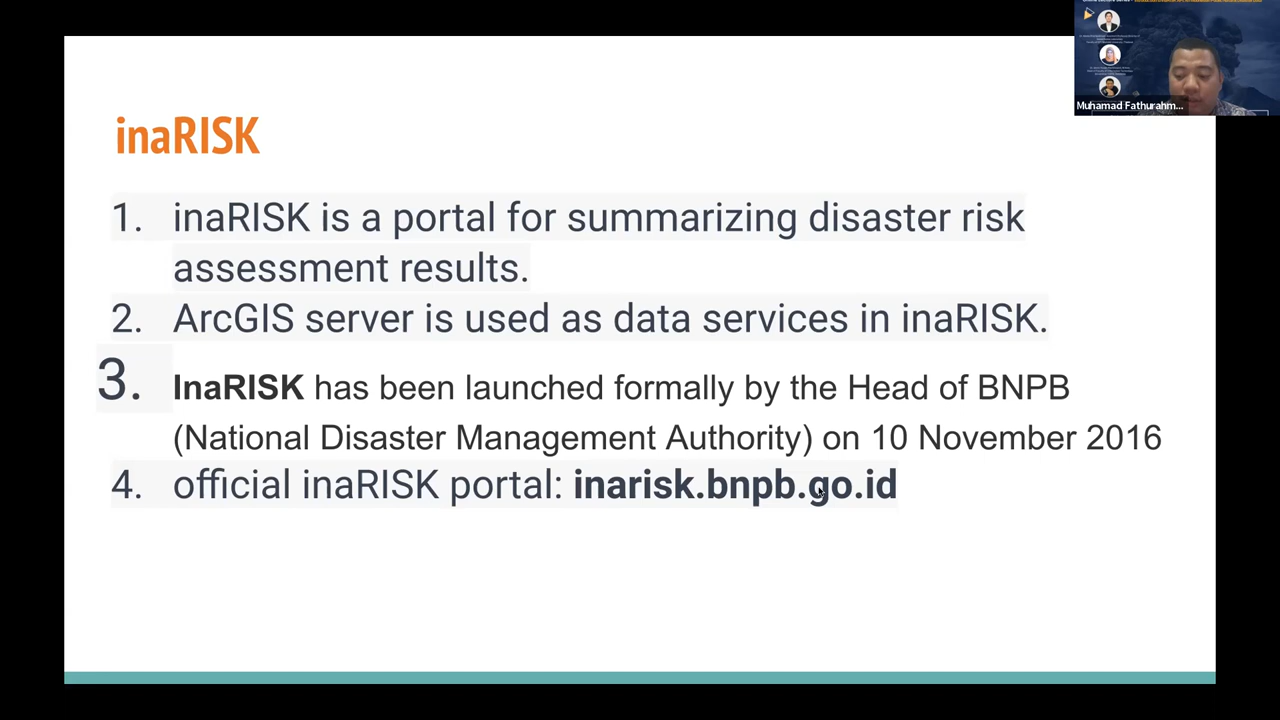 inaRISK
1. inaRISK is a portal for summarizing disaster risk
assessment results.
2. ArcGIS server is used as data services in inaRISK.
3. InaRISK has been launched formally by the Head of BNPB
(National Disaster Management Authority) on 10 November 2016
4. official inaRISK portal: inarisk.bnpb.go.id
Muhamad Fathurahm...